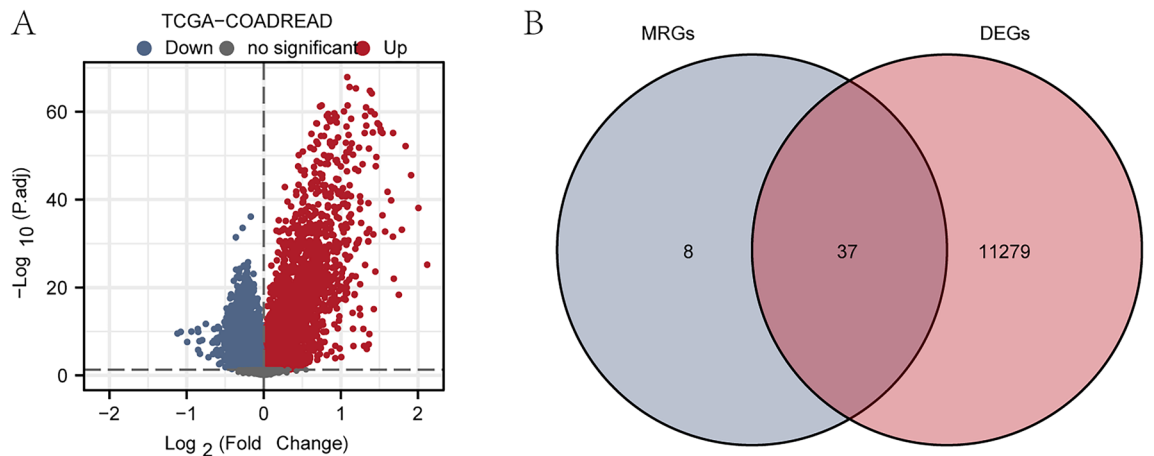 A
TCGA−COADREAD
Down no significant Up
60
40
20
0
−Log 10 (P.adj)
−2 −1 0 1 2
Log 2 (Fold Change)
B
MRGs DEGs
8 37 11279